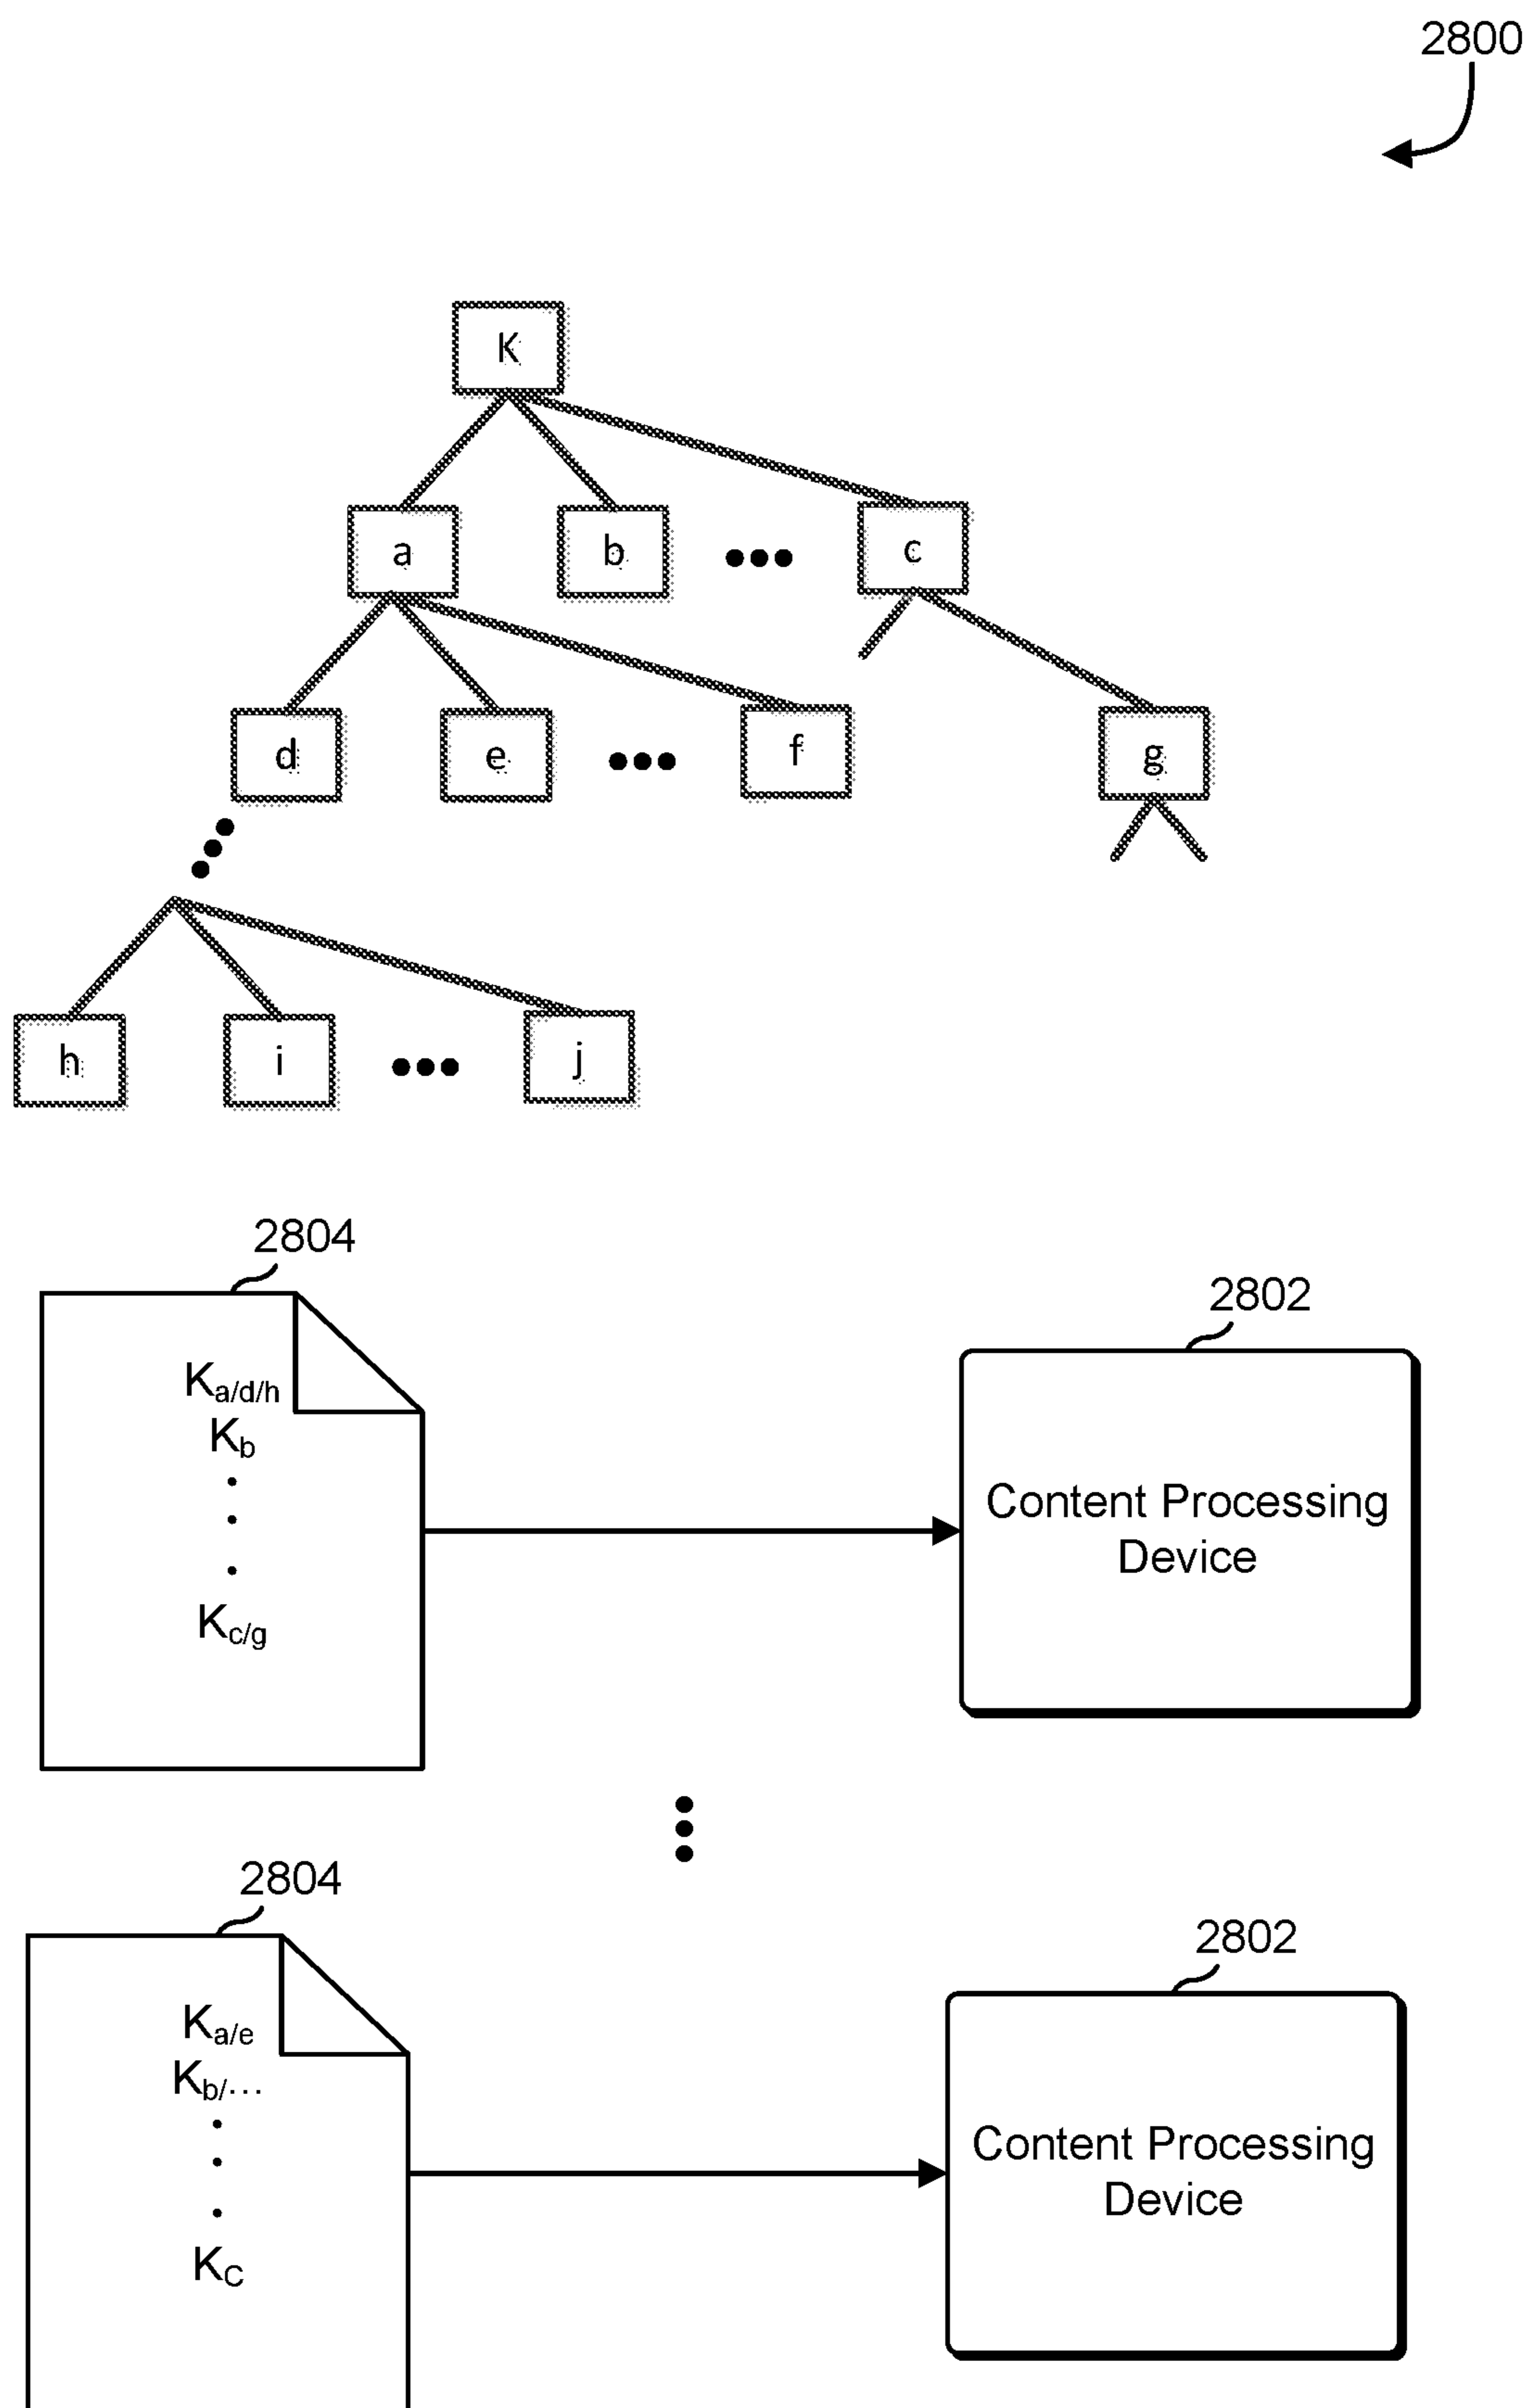 2800
K
a b ••• c
d e ••• f g
h i ••• j
2804
2802
Ka/d/h
Kb
Kc/g
Content Processing
Device
2804
2802
Ka/e
Kb/...
KC
Content Processing
Device